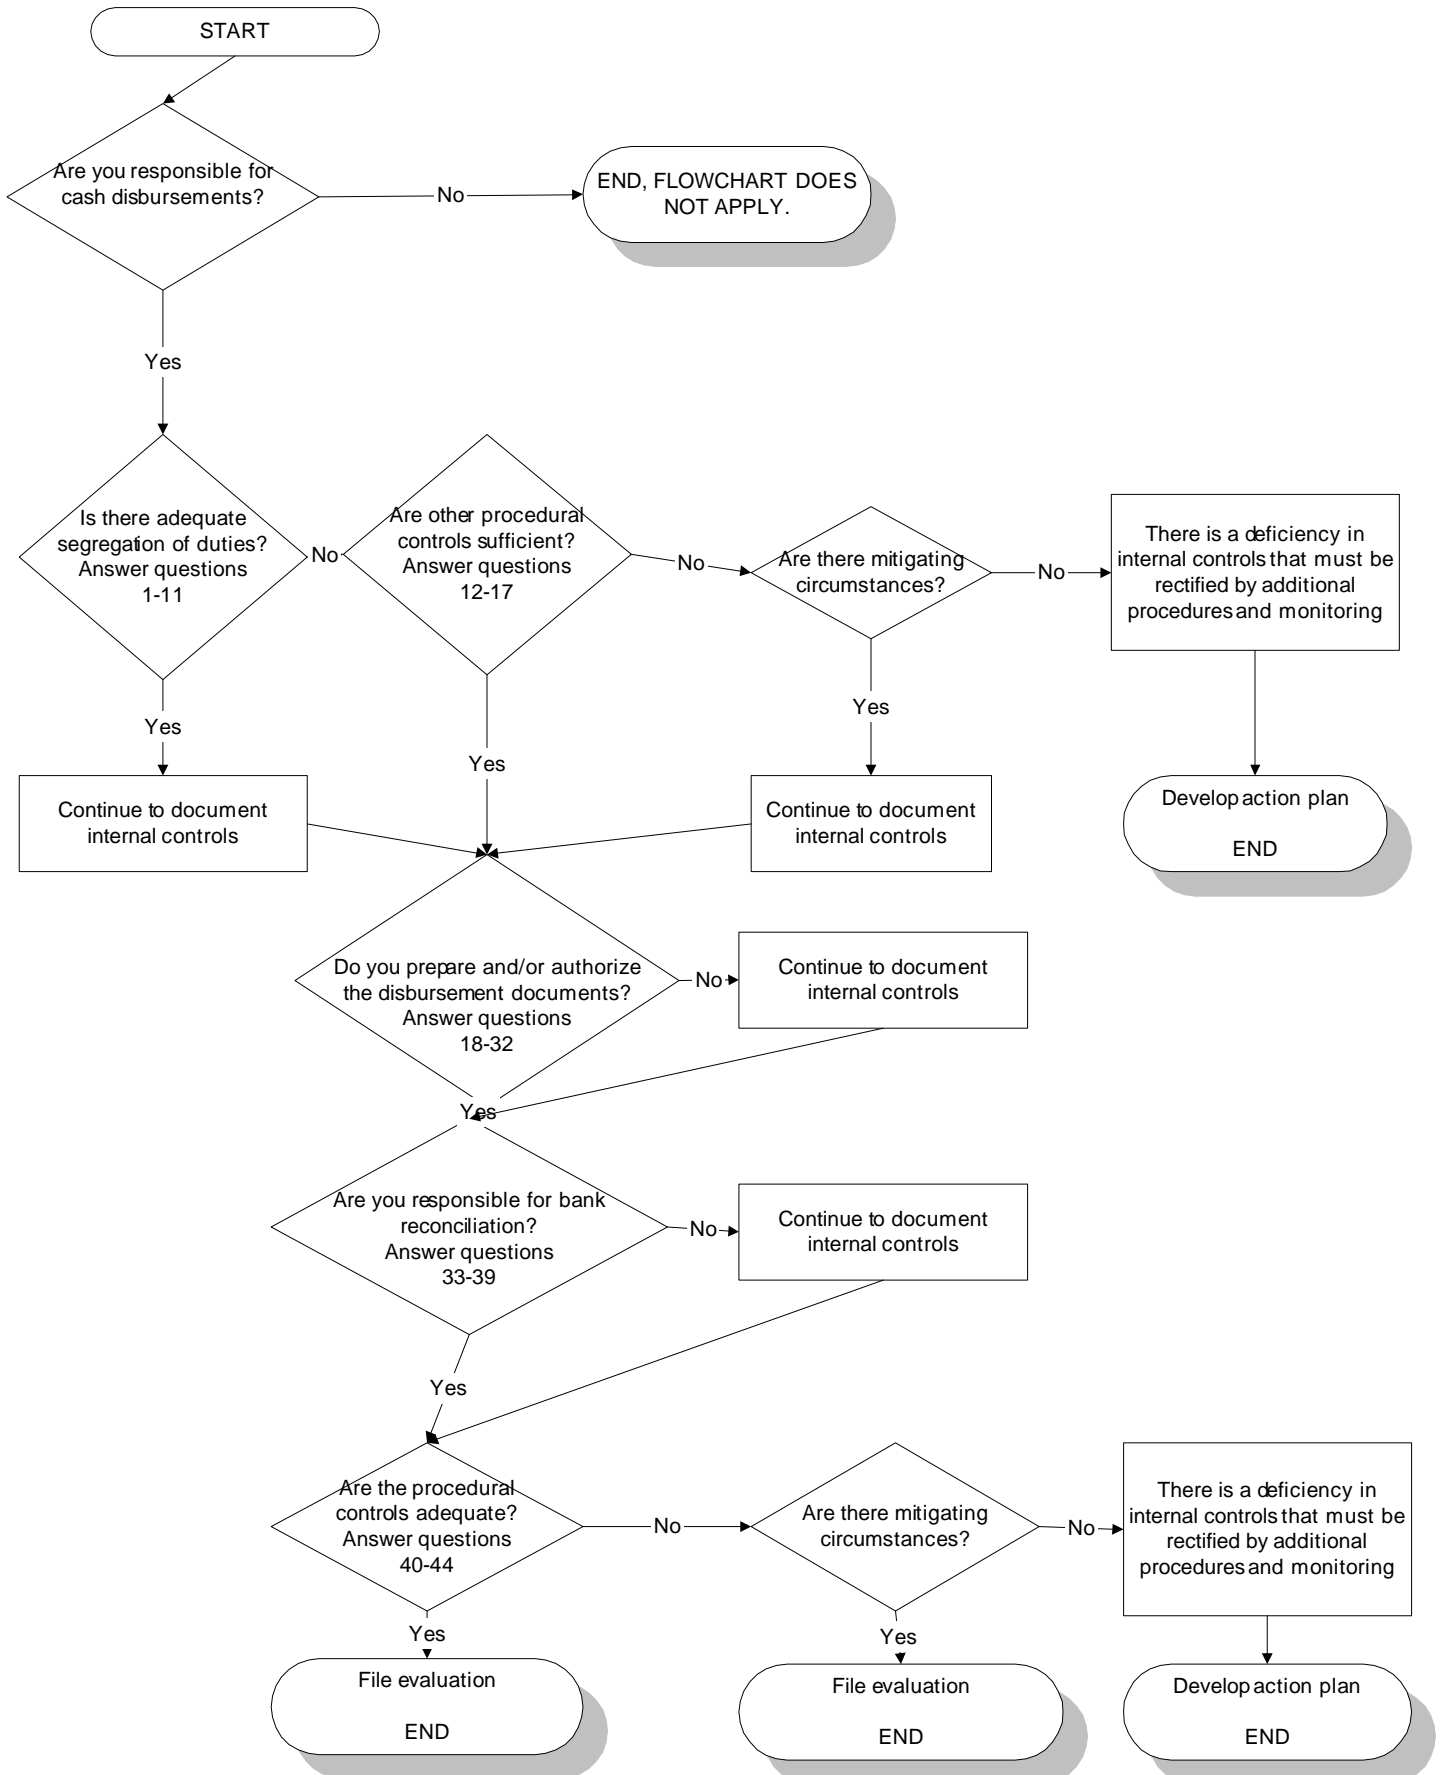 START
Are you responsible for
cash disbursements?
No
END, FLOWCHART DOES
NOT APPLY.
Yes
Is there adequate
segregation of duties?
Answer questions
1-11
No
Are other procedural
controls sufficient?
Answer questions
12-17
No
Are there mitigating
circumstances?
No
There is a deficiency in
internal controls that must be
rectified by additional
procedures and monitoring
Yes
Yes
Yes
Continue to document
internal controls
Continue to document
internal controls
Develop action plan
END
Do you prepare and/or authorize
the disbursement documents?
Answer questions
18-32
No
Continue to document
internal controls
Yes
Are you responsible for bank
reconciliation?
Answer questions
33-39
No
Continue to document
internal controls
Yes
Are the procedural
controls adequate?
Answer questions
40-44
No
Are there mitigating
circumstances?
No
There is a deficiency in
internal controls that must be
rectified by additional
procedures and monitoring
Yes
Yes
File evaluation
END
File evaluation
END
Develop action plan
END